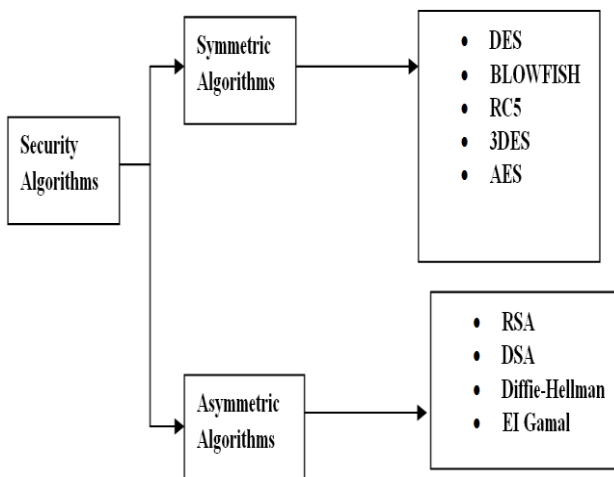 Security
Algorithms
Symmetric
Algorithms
• DES
• BLOWFISH
• RC5
• 3DES
• AES
Asymmetric
Algorithms
• RSA
• DSA
• Diffie-Hellman
• EI Gamal